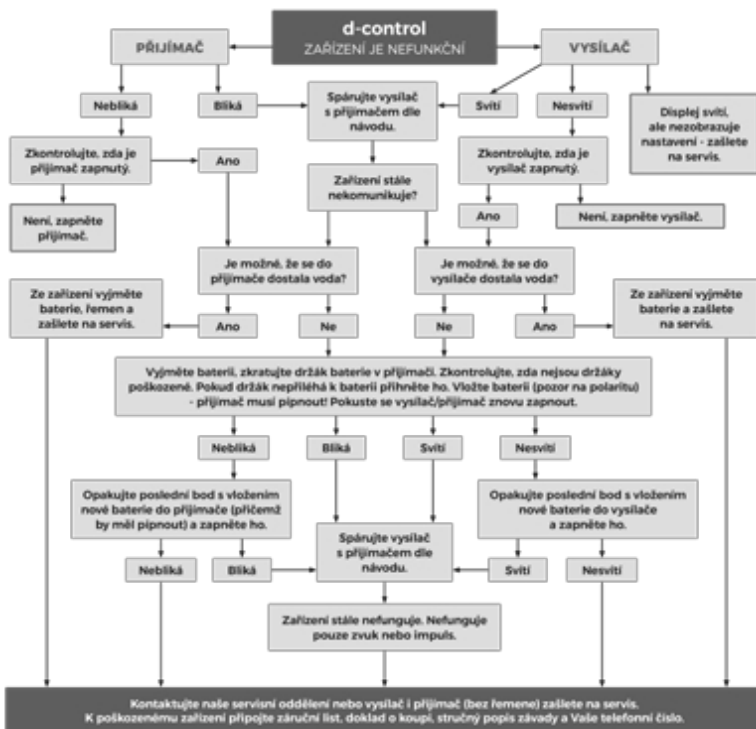 d-control
ZAŘÍZENÍ JE NEFUNKČNÍ
PŘIJÍMAČ
VYSÍLAČ
Nebliká
Bliká
Spárujte vysílač
s přijímačem dle
návodu.
Svítí
Nesvítí
Displej svítí,
ale nezobrazuje
nastavení - zašlete
na servis.
Zkontrolujte, zda je
přijímač zapnutý.
Ano
Zařízení stále
nekomunikuje?
Zkontrolujte, zda je
vysílač zapnutý.
Není, zapněte
přijímač.
Ano
Není, zapněte vysílač.
Je možné, že se do
přijímače dostala voda?
Je možné, že se do
vysílače dostala voda?
Ze zařízení vyjměte
baterie, řemen a
zašlete na servis.
Ano
Ne
Ne
Ano
Ze zařízení vyjměte
baterie a zašlete
na servis.
Vyjměte baterii, zkratujte držák baterie v přijímači. Zkontrolujte, zda nejsou držáky
poškozené. Pokud držák nepřiléhá k baterii přihněte ho. Vložte baterii (pozor na polaritu)
- přijímač musí pípnout! Pokuste se vysílač/přijímač znovu zapnout.
Nebliká
Bliká
Svítí
Nesvítí
Opakujte poslední bod s vložením
nové baterie do přijímače (přičemž
by měl pípnout) a zapněte ho.
Spárujte vysílač
s přijímačem dle
návodu.
Opakujte poslední bod s vložením
nové baterie do vysílače
a zapněte ho.
Nebliká
Bliká
Svítí
Nesvítí
Zařízení stále nefunguje. Nefunguje
pouze zvuk nebo impuls.
Kontaktujte naše servisní oddělení nebo vysílač i přijímač (bez řemene) zašlete na servis.
K poškozenému zařízení připojte záruční list, doklad o koupi, stručný popis závady a Vaše telefonní číslo.